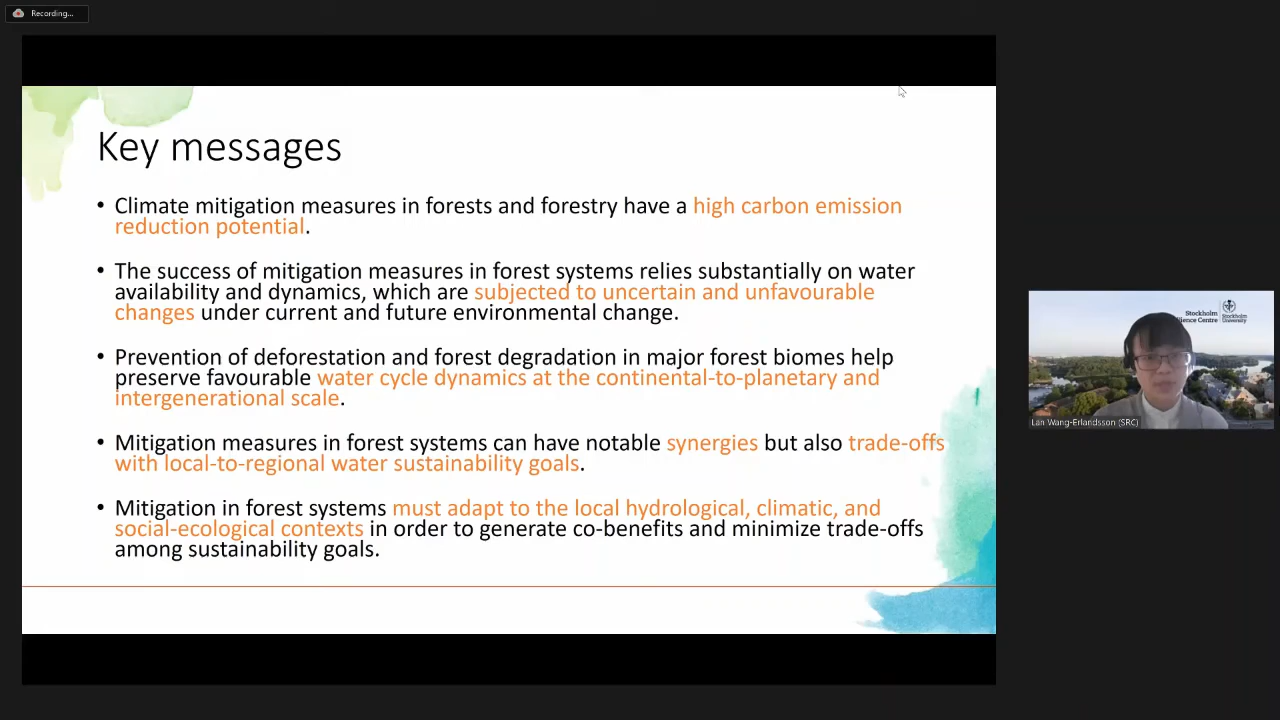 Recording...
Key messages
• Climate mitigation measures in forests and forestry have a high carbon emission
reduction potential.
• The success of mitigation measures in forest systems relies substantially on water
availability and dynamics, which are subjected to uncertain and unfavourable
changes under current and future environmental change.
• Prevention of deforestation and forest degradation in major forest biomes help
preserve favourable water cycle dynamics at the continental-to-planetary and
intergenerational scale.
• Mitigation measures in forest systems can have notable synergies but also trade-offs
with local-to-regional water sustainability goals.
• Mitigation in forest systems must adapt to the local hydrological, climatic, and
social-ecological contexts in order to generate co-benefits and minimize trade-offs
among sustainability goals.
Stockholm
Centre
Stockholm
University
Lan Wang-Erlandsson (SRC)